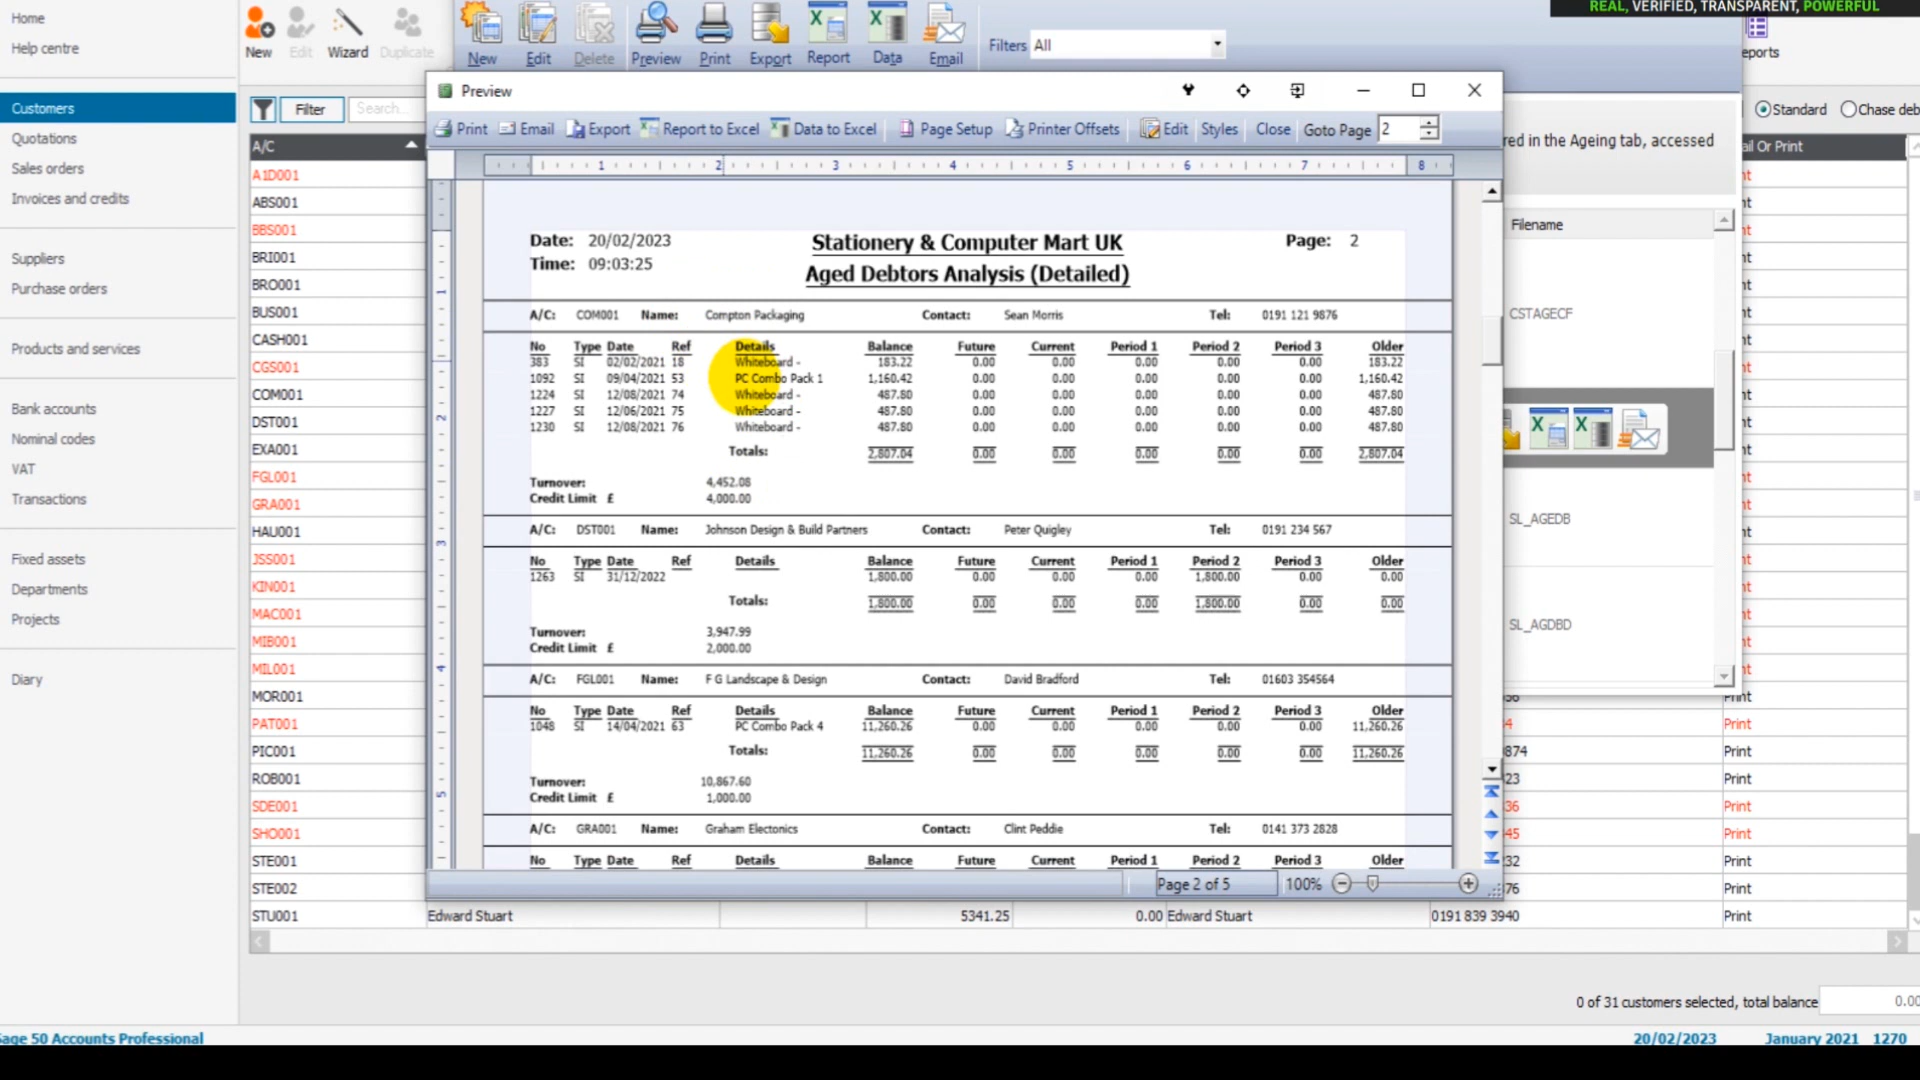 REAL, VERIFIED, TRANSPARENT, POWERFUL
Home
Help centre
New Edit Wizard Duplicate
New Edit Delete Preview Print Export Report Data Email
Filters All
Customers
Quotations
Sales orders
Invoices and credits
Suppliers
Purchase orders
Products and services
Bank accounts
Nominal codes
VAT
Transactions
Fixed assets
Departments
Projects
Diary
Filter Search...
Standard Chase deb
A/C
A1D001
ABS001
BBS001
BRI001
BRO001
BUS001
CASH001
CGS001
COM001
DST001
EXA001
FGL001
GRA001
HAU001
JSS001
KIN001
MAC001
MIB001
MIL001
MOR001
PAT001
PIC001
ROB001
SDE001
SHO001
STE001
STE002
STU001 Edward Stuart 5341.25 0.00 Edward Stuart 0191 839 3940 Print
Preview
Print Email Export Report to Excel Data to Excel Page Setup Printer Offsets Edit Styles Close Goto Page 2
1 2 3 4 5 6 7 8
Date: 20/02/2023 Stationery & Computer Mart UK Page: 2
Time: 09:03:25 Aged Debtors Analysis (Detailed)
A/C: COM001 Name: Compton Packaging Contact: Sean Morris Tel: 0191 121 9876
No Type Date Ref Details Balance Future Current Period 1 Period 2 Period 3 Older
383 SI 02/02/2021 18 Whiteboard - 183.22 0.00 0.00 0.00 0.00 0.00 183.22
1092 SI 09/04/2021 53 PC Combo Pack 1 1,160.42 0.00 0.00 0.00 0.00 0.00 1,160.42
1224 SI 12/08/2021 74 Whiteboard - 487.80 0.00 0.00 0.00 0.00 0.00 487.80
1227 SI 12/06/2021 75 Whiteboard - 487.80 0.00 0.00 0.00 0.00 0.00 487.80
1230 SI 12/08/2021 76 Whiteboard - 487.80 0.00 0.00 0.00 0.00 0.00 487.80
Totals: 2,807.04 0.00 0.00 0.00 0.00 0.00 2,807.04
Turnover: 4,452.08
Credit Limit £ 4,000.00
A/C: DST001 Name: Johnson Design & Build Partners Contact: Peter Quigley Tel: 0191 234 567
No Type Date Ref Details Balance Future Current Period 1 Period 2 Period 3 Older
1263 SI 31/12/2022 1,800.00 0.00 0.00 0.00 1,800.00 0.00 0.00
Totals: 1,800.00 0.00 0.00 0.00 1,800.00 0.00 0.00
Turnover: 3,947.99
Credit Limit £ 2,000.00
A/C: FGL001 Name: F G Landscape & Design Contact: David Bradford Tel: 01603 354564
No Type Date Ref Details Balance Future Current Period 1 Period 2 Period 3 Older
1048 SI 14/04/2021 63 PC Combo Pack 4 11,260.26 0.00 0.00 0.00 0.00 0.00 11,260.26
Totals: 11,260.26 0.00 0.00 0.00 0.00 0.00 11,260.26
Turnover: 10,867.60
Credit Limit £ 1,000.00
A/C: GRA001 Name: Graham Electonics Contact: Clint Peddie Tel: 0141 373 2828
No Type Date Ref Details Balance Future Current Period 1 Period 2 Period 3 Older
Page 2 of 5 100%
red in the Ageing tab, accessed
Filename
CSTAGECF
SL_AGEDB
SL_AGDBD
eports
ail Or Print
Print
874 Print
23 Print
36 Print
45 Print
32 Print
76 Print
0 of 31 customers selected, total balance 0.00
Sage 50 Accounts Professional 20/02/2023 January 2021 1270